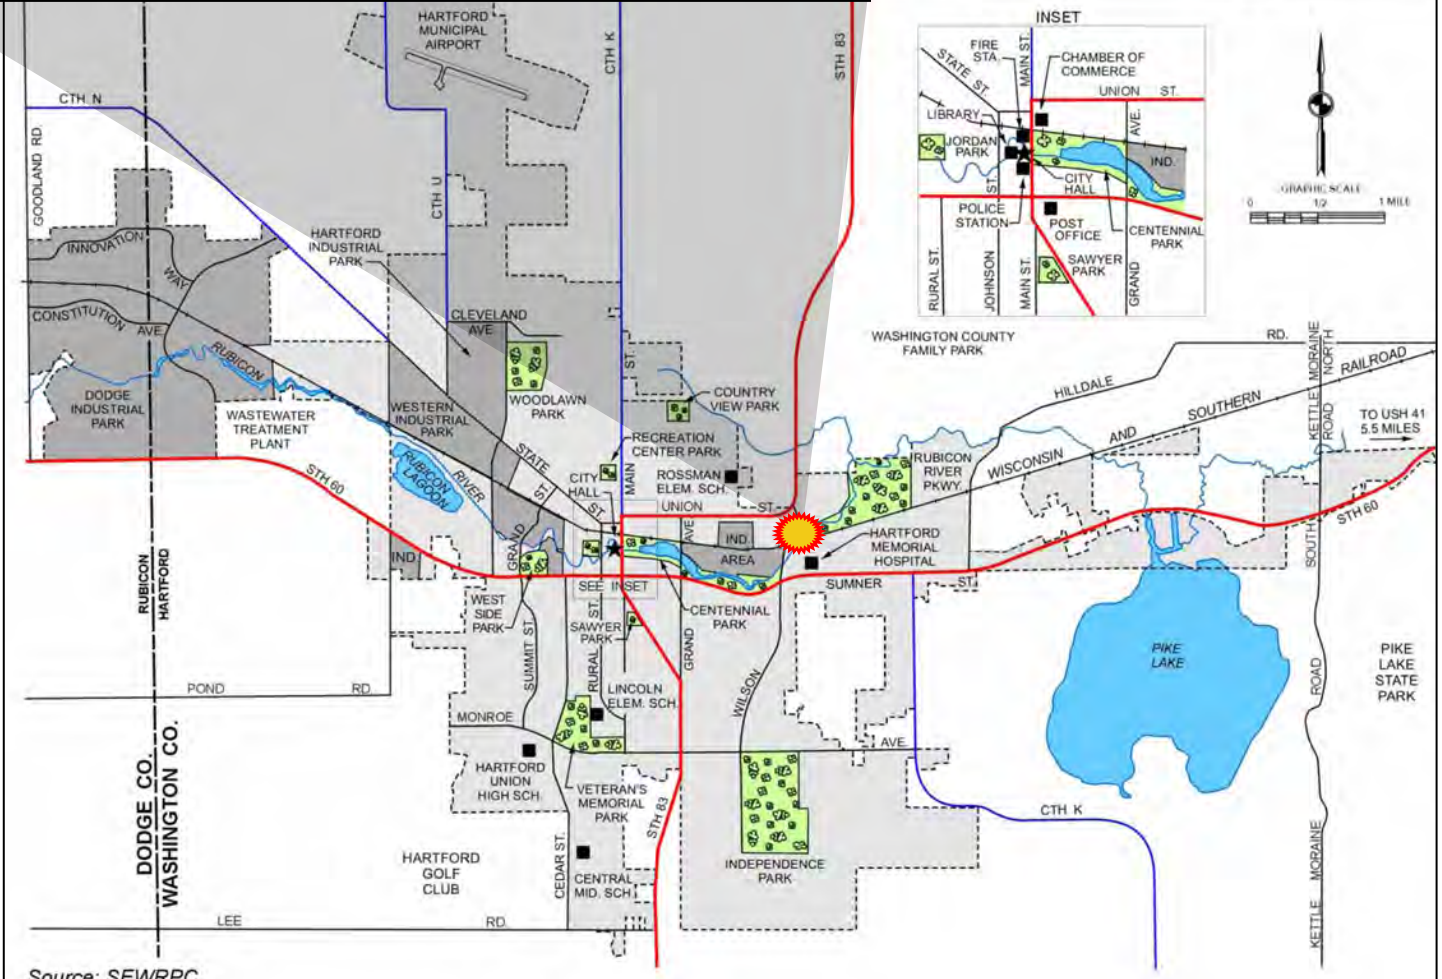 HARTFORD
MUNICIPAL
AIRPORT
CTH K
STH 83
CTH N
GOODLAND RD.
CTH U
INNOVATION
WAY
HARTFORD
INDUSTRIAL
PARK
CONSTITUTION
AVE.
CLEVELAND
AVE.
RUBICON
RIVER
DODGE
INDUSTRIAL
PARK
WASTEWATER
TREATMENT
PLANT
WESTERN
INDUSTRIAL
PARK
WOODLAWN
PARK
ST.
COUNTRY
VIEW PARK
RECREATION
CENTER PARK
STATE
ST.
CITY
HALL
MAIN
ROSSMAN
ELEM. SCH.
UNION
ST.
RUBICON
LAGOON
STH 60
GRAND
ST.
IND.
IND.
AREA
AVE.
RUBICON
RIVER
PKWY.
HARTFORD
MEMORIAL
HOSPITAL
SUMNER
ST.
SEE INSET
WEST
SIDE
PARK
CENTENNIAL
PARK
SAWYER
PARK
SUMMIT ST.
RURAL ST.
GRAND
WILSON
RUBICON
HARTFORD
POND RD.
MONROE AVE.
LINCOLN
ELEM. SCH.
HARTFORD
UNION
HIGH SCH.
VETERAN'S
MEMORIAL
PARK
STH 83
DODGE CO.
WASHINGTON CO.
HARTFORD
GOLF
CLUB
CEDAR ST.
CENTRAL
MID. SCH.
INDEPENDENCE
PARK
LEE RD.
CTH K
INSET
FIRE
STA.
MAIN ST.
CHAMBER OF
COMMERCE
STATE ST.
UNION ST.
LIBRARY
JORDAN
PARK
AVE.
IND.
ST.
CITY
HALL
POLICE
STATION
POST
OFFICE
CENTENNIAL
PARK
SAWYER
PARK
RURAL ST.
JOHNSON
MAIN ST.
GRAND
GRAPHIC SCALE
0 1/2 1 MILE
WASHINGTON COUNTY
FAMILY PARK
HILLDALE RD.
KETTLE MORAINE
ROAD NORTH
WISCONSIN AND SOUTHERN RAILROAD
TO USH 41
5.5 MILES
STH 60
PIKE
LAKE
PIKE
LAKE
STATE
PARK
KETTLE MORAINE ROAD SOUTH
Source: SEWRPC